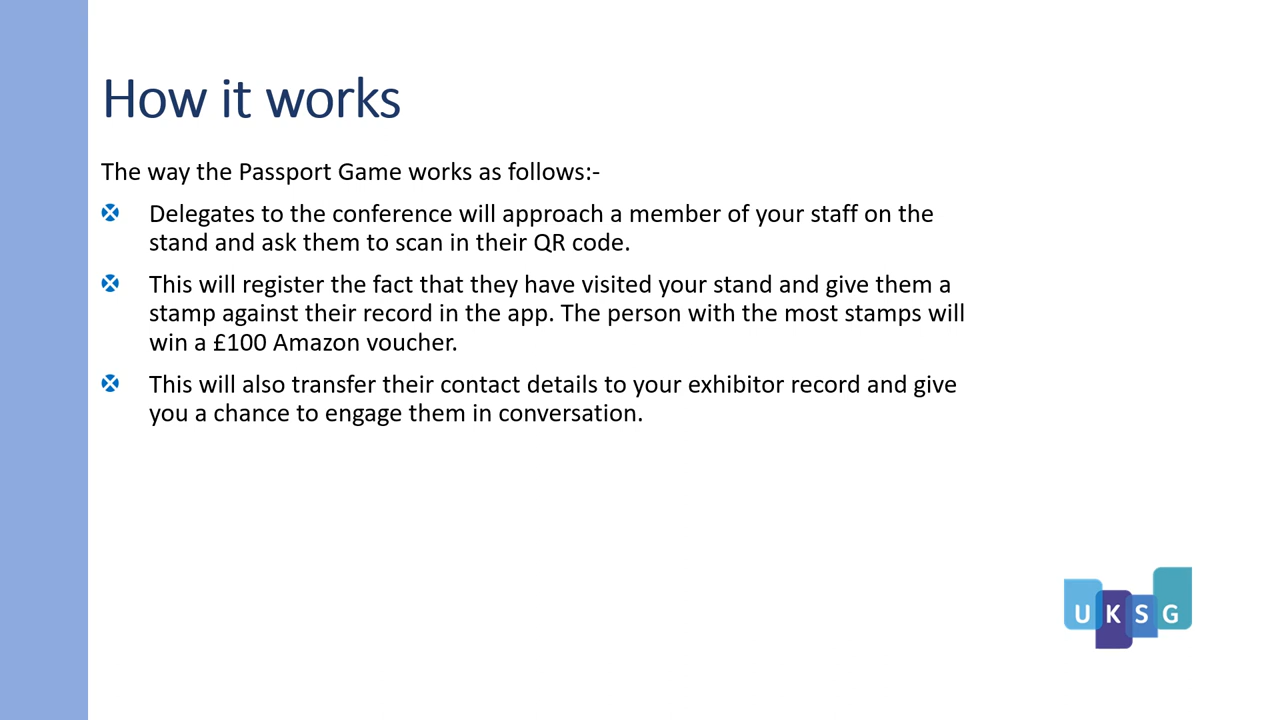 How it works
The way the Passport Game works as follows:-
Delegates to the conference will approach a member of your staff on the
stand and ask them to scan in their QR code.
This will register the fact that they have visited your stand and give them a
stamp against their record in the app. The person with the most stamps will
win a £100 Amazon voucher.
This will also transfer their contact details to your exhibitor record and give
you a chance to engage them in conversation.
UKSG